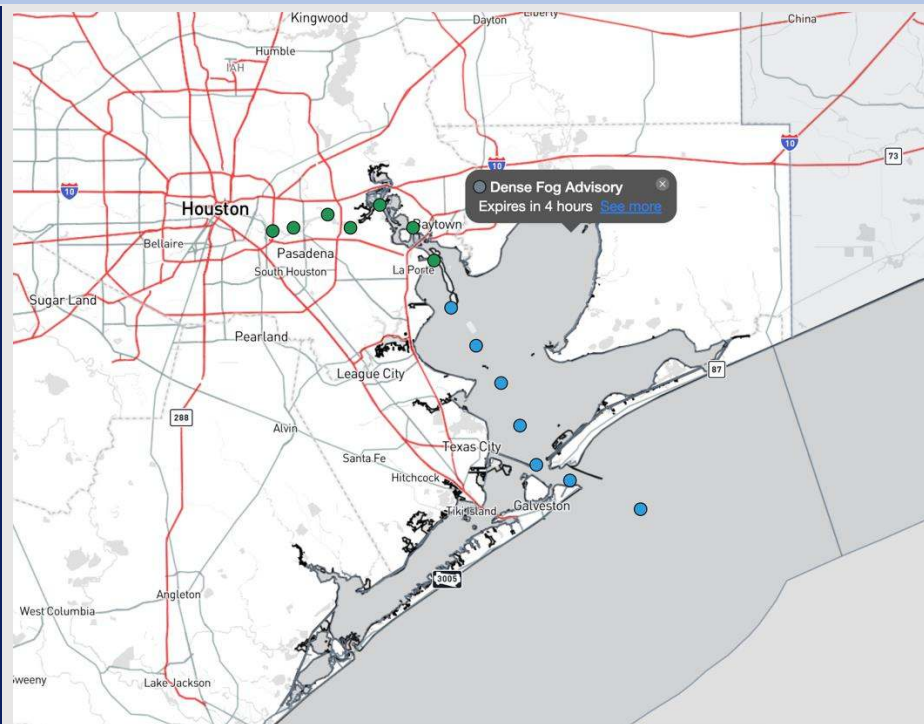 Kingwood
Dayton
Liberty
China
Humble
IAH
10
73
Dense Fog Advisory
Expires in 4 hours See more
10
10
Houston
Baytown
Bellaire
Pasadena
South Houston
La Porte
Sugar Land
Pearland
League City
87
288
Alvin
Texas City
Santa Fe
Hitchcock
Tiki Island
Galveston
3005
Angleton
West Columbia
Sweeny
Lake Jackson